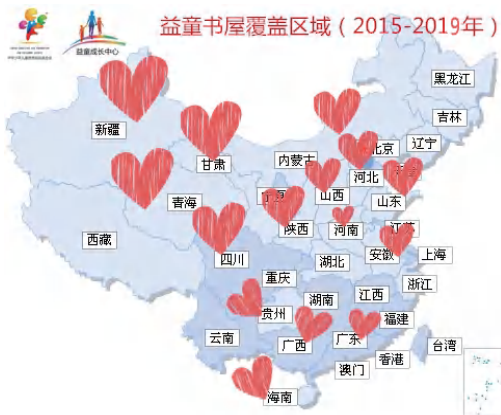 益童书屋覆盖区域（2015-2019年）
益童成长中心
黑龙江
吉林
新疆
辽宁
北京
甘肃
内蒙古
河北
山西
山东
青海
陕西
河南
江苏
西藏
四川
安徽
上海
湖北
重庆
浙江
湖南
江西
贵州
福建
云南
广西
广东
台湾
香港
澳门
海南